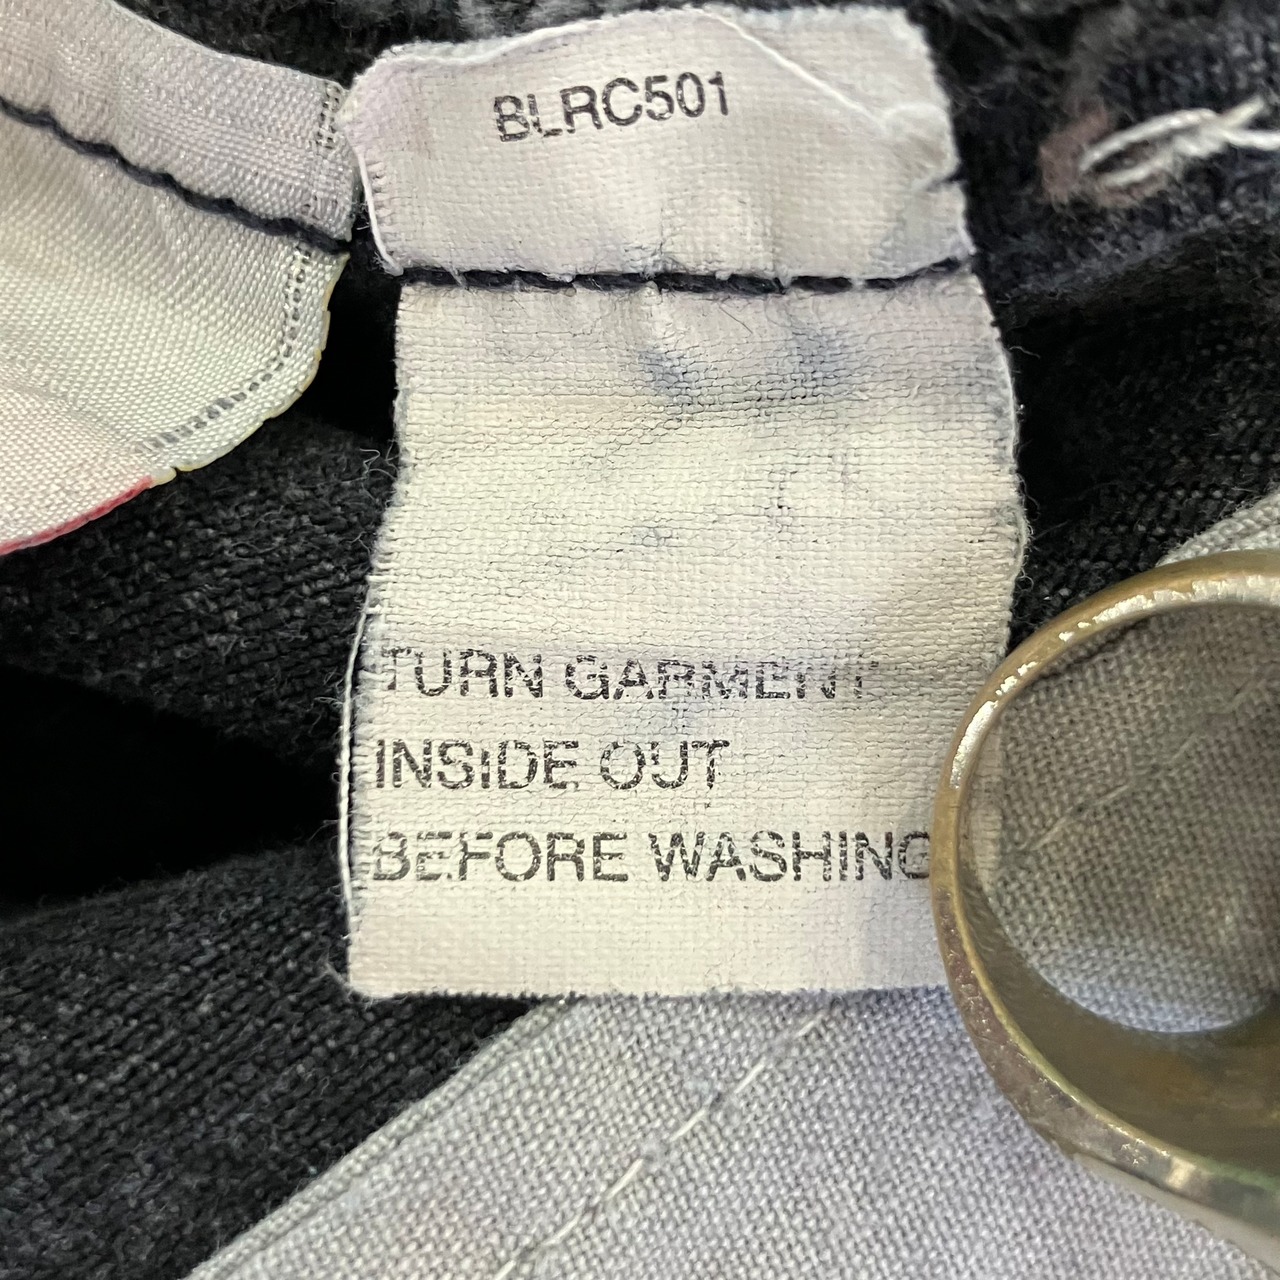 BLRC501
TURN GARMENT
INSIDE OUT
BEFORE WASHING